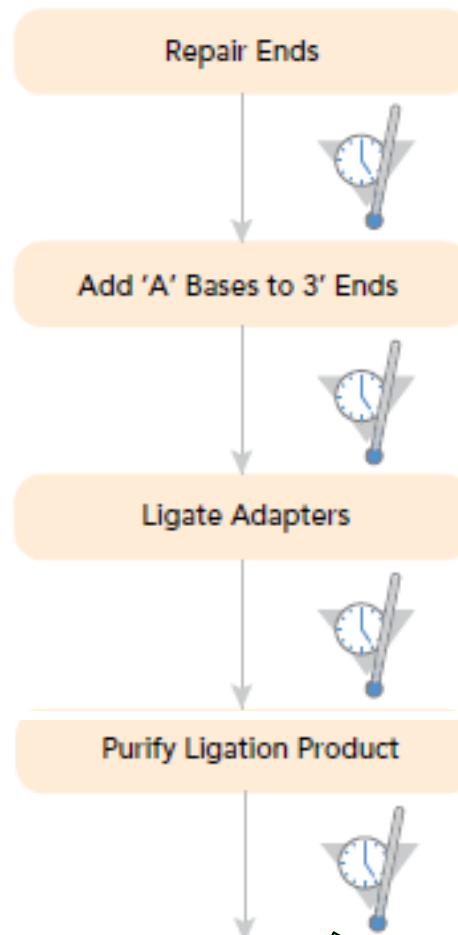 Repair Ends
Add 'A' Bases to 3' Ends
Ligate Adapters
Purify Ligation Product